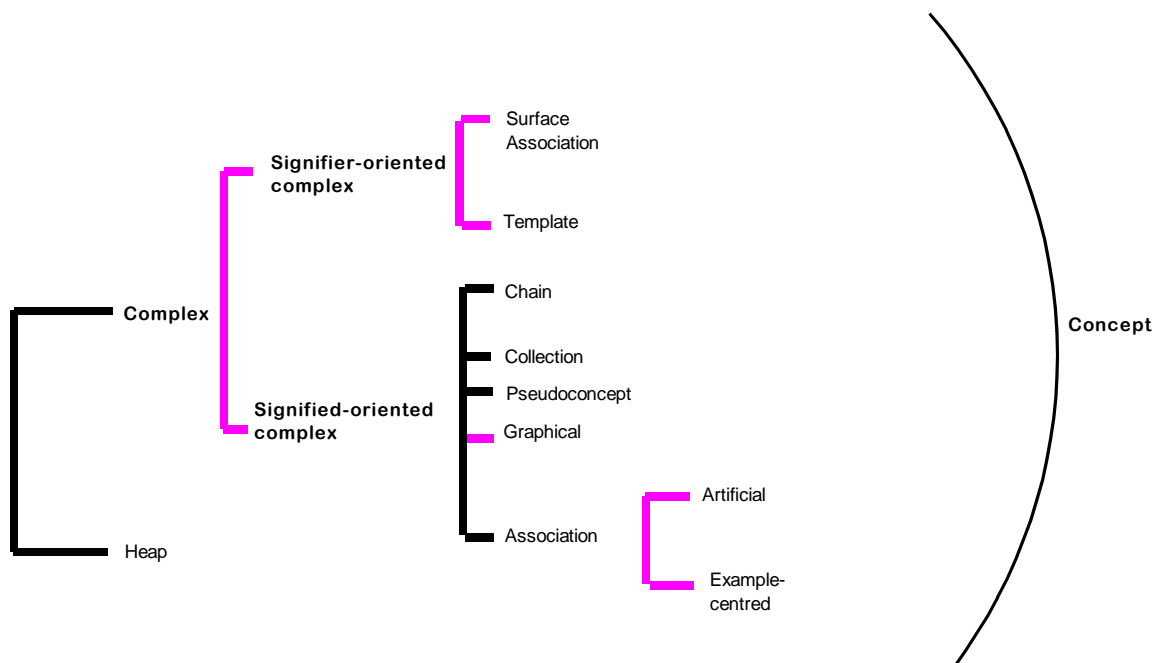 Surface
Association
Signifier-oriented
complex
Template
Chain
Complex
Concept
Collection
Pseudoconcept
Signified-oriented
complex
Graphical
Artificial
Association
Heap
Example-
centred